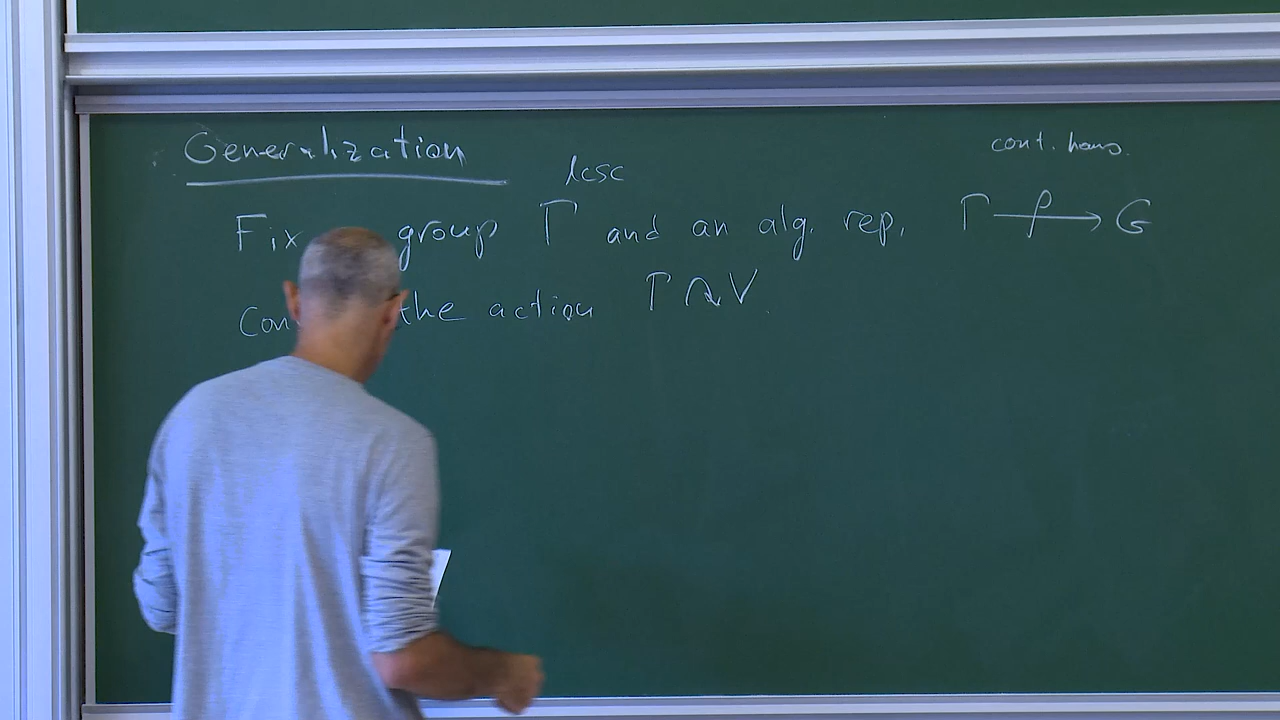 Generalization
lcsc
cont. hom.
Fix group Γ and an alg. rep. Γ —ρ→ G
the action Γ ↷ V.